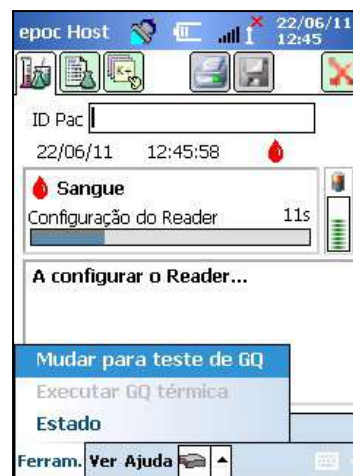 epoc Host 22/06/11
12:45
K+
ID Pac
22/06/11 12:45:58
Sangue
Configuração do Reader 11s
A configurar o Reader...
Mudar para teste de GQ
Executar GQ térmica
Estado
Ferram. Ver Ajuda